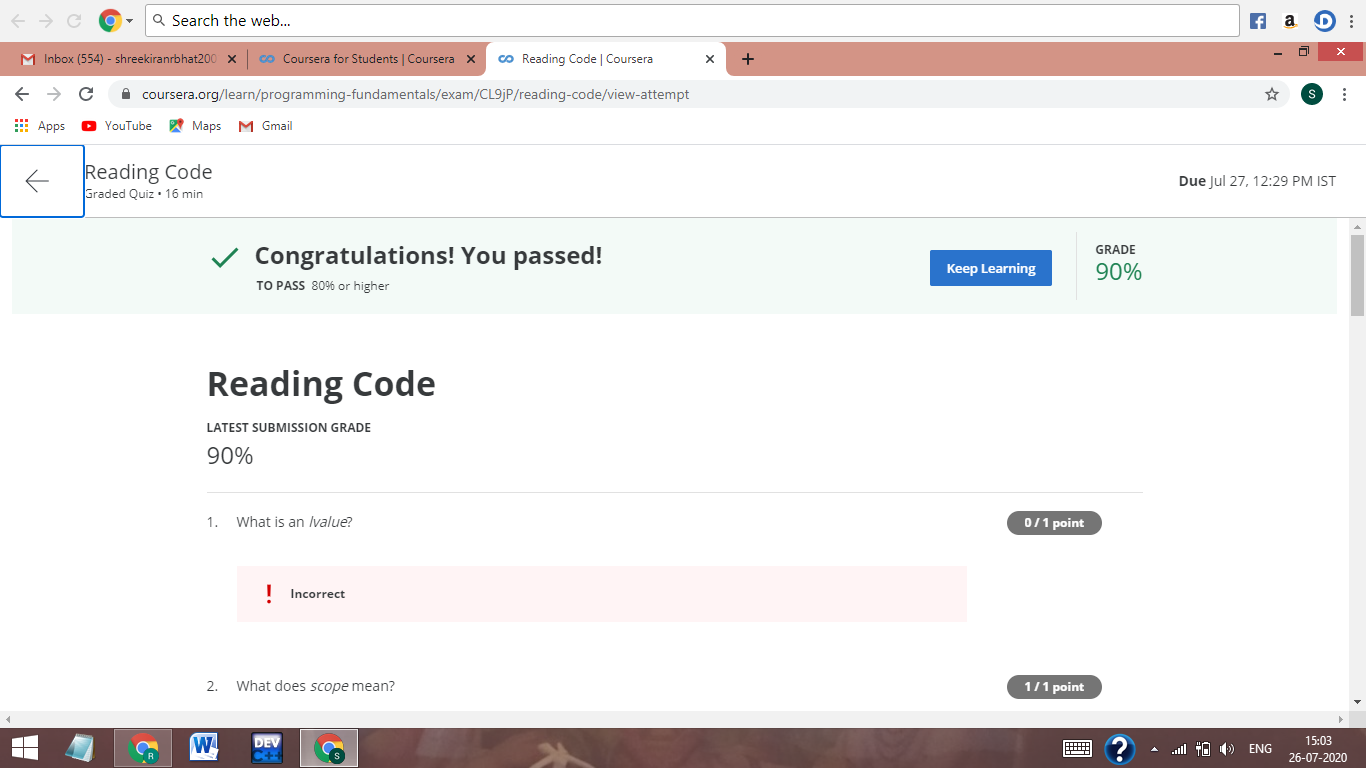 Search the web...
Inbox (554) - shreekiranrbhat200
Coursera for Students | Coursera
Reading Code | Coursera
coursera.org/learn/programming-fundamentals/exam/CL9jP/reading-code/view-attempt
S
Apps
YouTube
Maps
Gmail
Reading Code
Graded Quiz • 16 min
Due Jul 27, 12:29 PM IST
Congratulations! You passed!
TO PASS 80% or higher
Keep Learning
GRADE
90%
Reading Code
LATEST SUBMISSION GRADE
90%
1. What is an lvalue?
0 / 1 point
! Incorrect
2. What does scope mean?
1 / 1 point
R
W
DEV
C++
S
?
ENG
15:03
26-07-2020